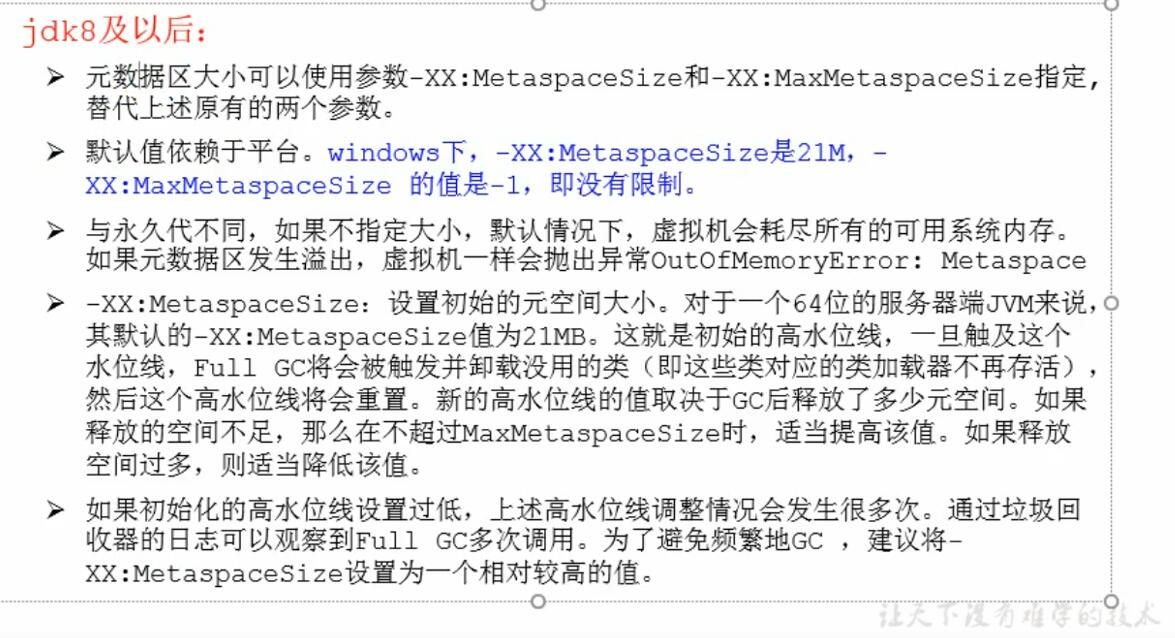 jdk8及以后：
➢ 元数据区大小可以使用参数-XX:MetaspaceSize和-XX:MaxMetaspaceSize指定，
替代上述原有的两个参数。
➢ 默认值依赖于平台。windows下，-XX:MetaspaceSize是21M，-
XX:MaxMetaspaceSize 的值是-1，即没有限制。
➢ 与永久代不同，如果不指定大小，默认情况下，虚拟机会耗尽所有的可用系统内存。
如果元数据区发生溢出，虚拟机一样会抛出异常OutOfMemoryError: Metaspace
➢ -XX:MetaspaceSize：设置初始的元空间大小。对于一个64位的服务器端JVM来说，
其默认的-XX:MetaspaceSize值为21MB。这就是初始的高水位线，一旦触及这个
水位线，Full GC将会被触发并卸载没用的类（即这些类对应的类加载器不再存活），
然后这个高水位线将会重置。新的高水位线的值取决于GC后释放了多少元空间。如果
释放的空间不足，那么在不超过MaxMetaspaceSize时，适当提高该值。如果释放
空间过多，则适当降低该值。
➢ 如果初始化的高水位线设置过低，上述高水位线调整情况会发生很多次。通过垃圾回
收器的日志可以观察到Full GC多次调用。为了避免频繁地GC ，建议将-
XX:MetaspaceSize设置为一个相对较高的值。
让天下没有难学的技术